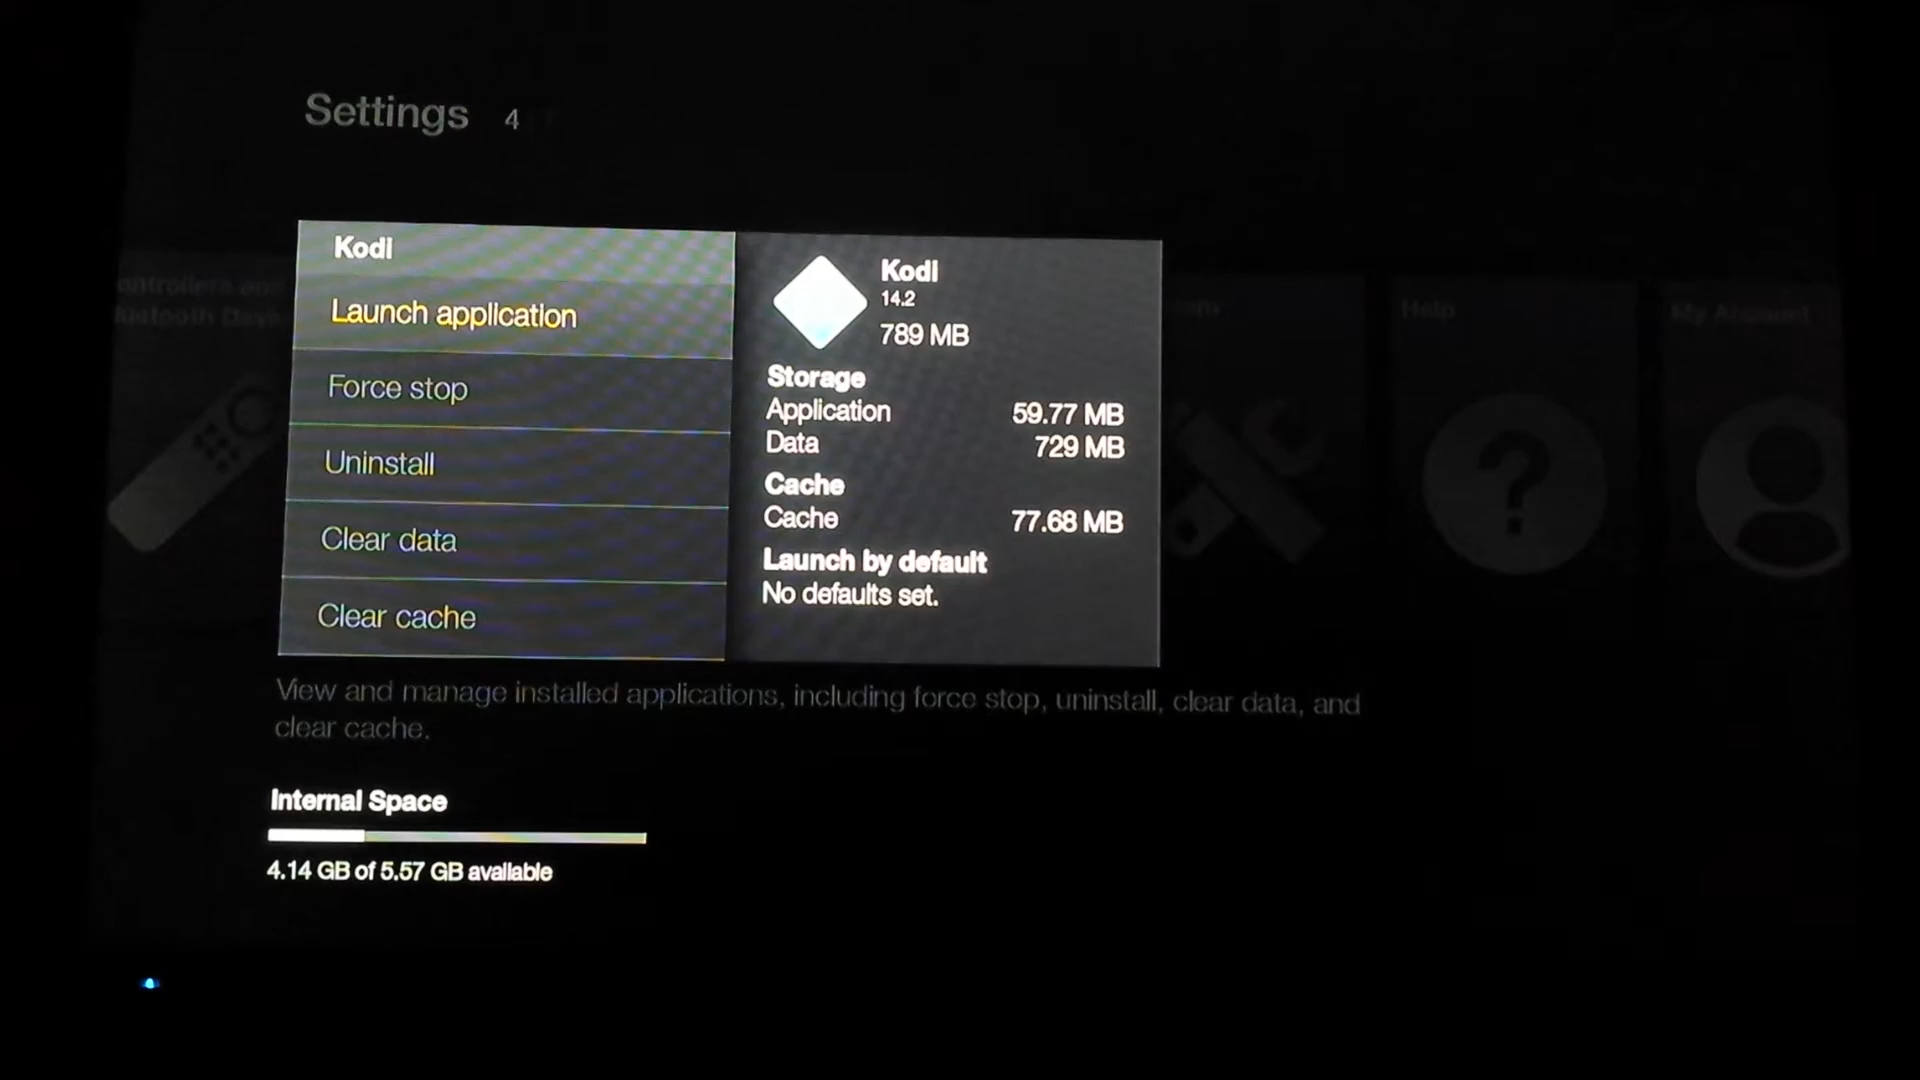 Settings 4
Kodi
Launch application
Force stop
Uninstall
Clear data
Clear cache
Kodi
14.2
789 MB
Storage
Application 59.77 MB
Data 729 MB
Cache
Cache 77.68 MB
Launch by default
No defaults set.
Help
My Account
View and manage installed applications, including force stop, uninstall, clear data, and
clear cache.
Internal Space
4.14 GB of 5.57 GB available